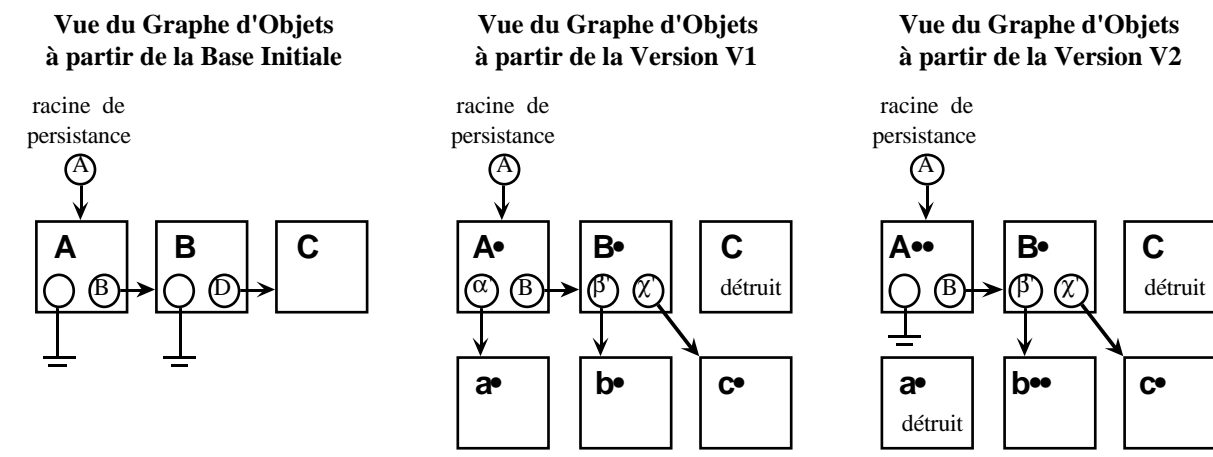 Vue du Graphe d'Objets
à partir de la Base Initiale
racine de
persistance
A
A B C
B D
Vue du Graphe d'Objets
à partir de la Version V1
racine de
persistance
A
A• B• C
α B β' χ' détruit
a• b• c•
Vue du Graphe d'Objets
à partir de la Version V2
racine de
persistance
A
A•• B• C
B β' χ' détruit
a• b•• c•
détruit